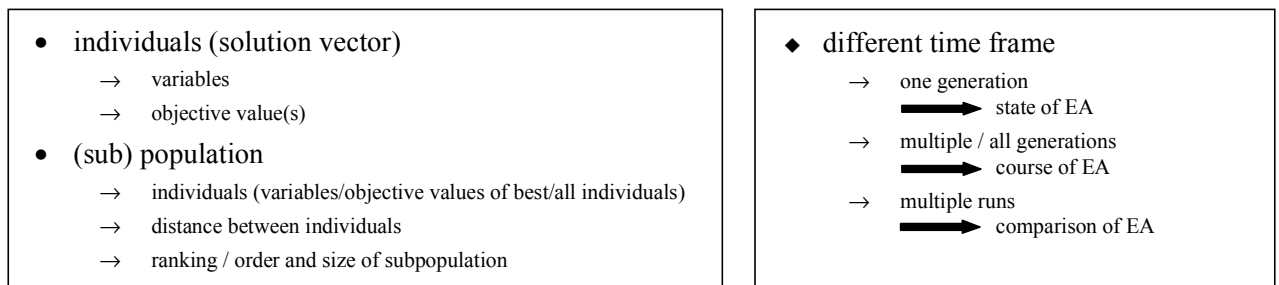 • individuals (solution vector)
→ variables
→ objective value(s)
• (sub) population
→ individuals (variables/objective values of best/all individuals)
→ distance between individuals
→ ranking / order and size of subpopulation
◆ different time frame
→ one generation
state of EA
→ multiple / all generations
course of EA
→ multiple runs
comparison of EA